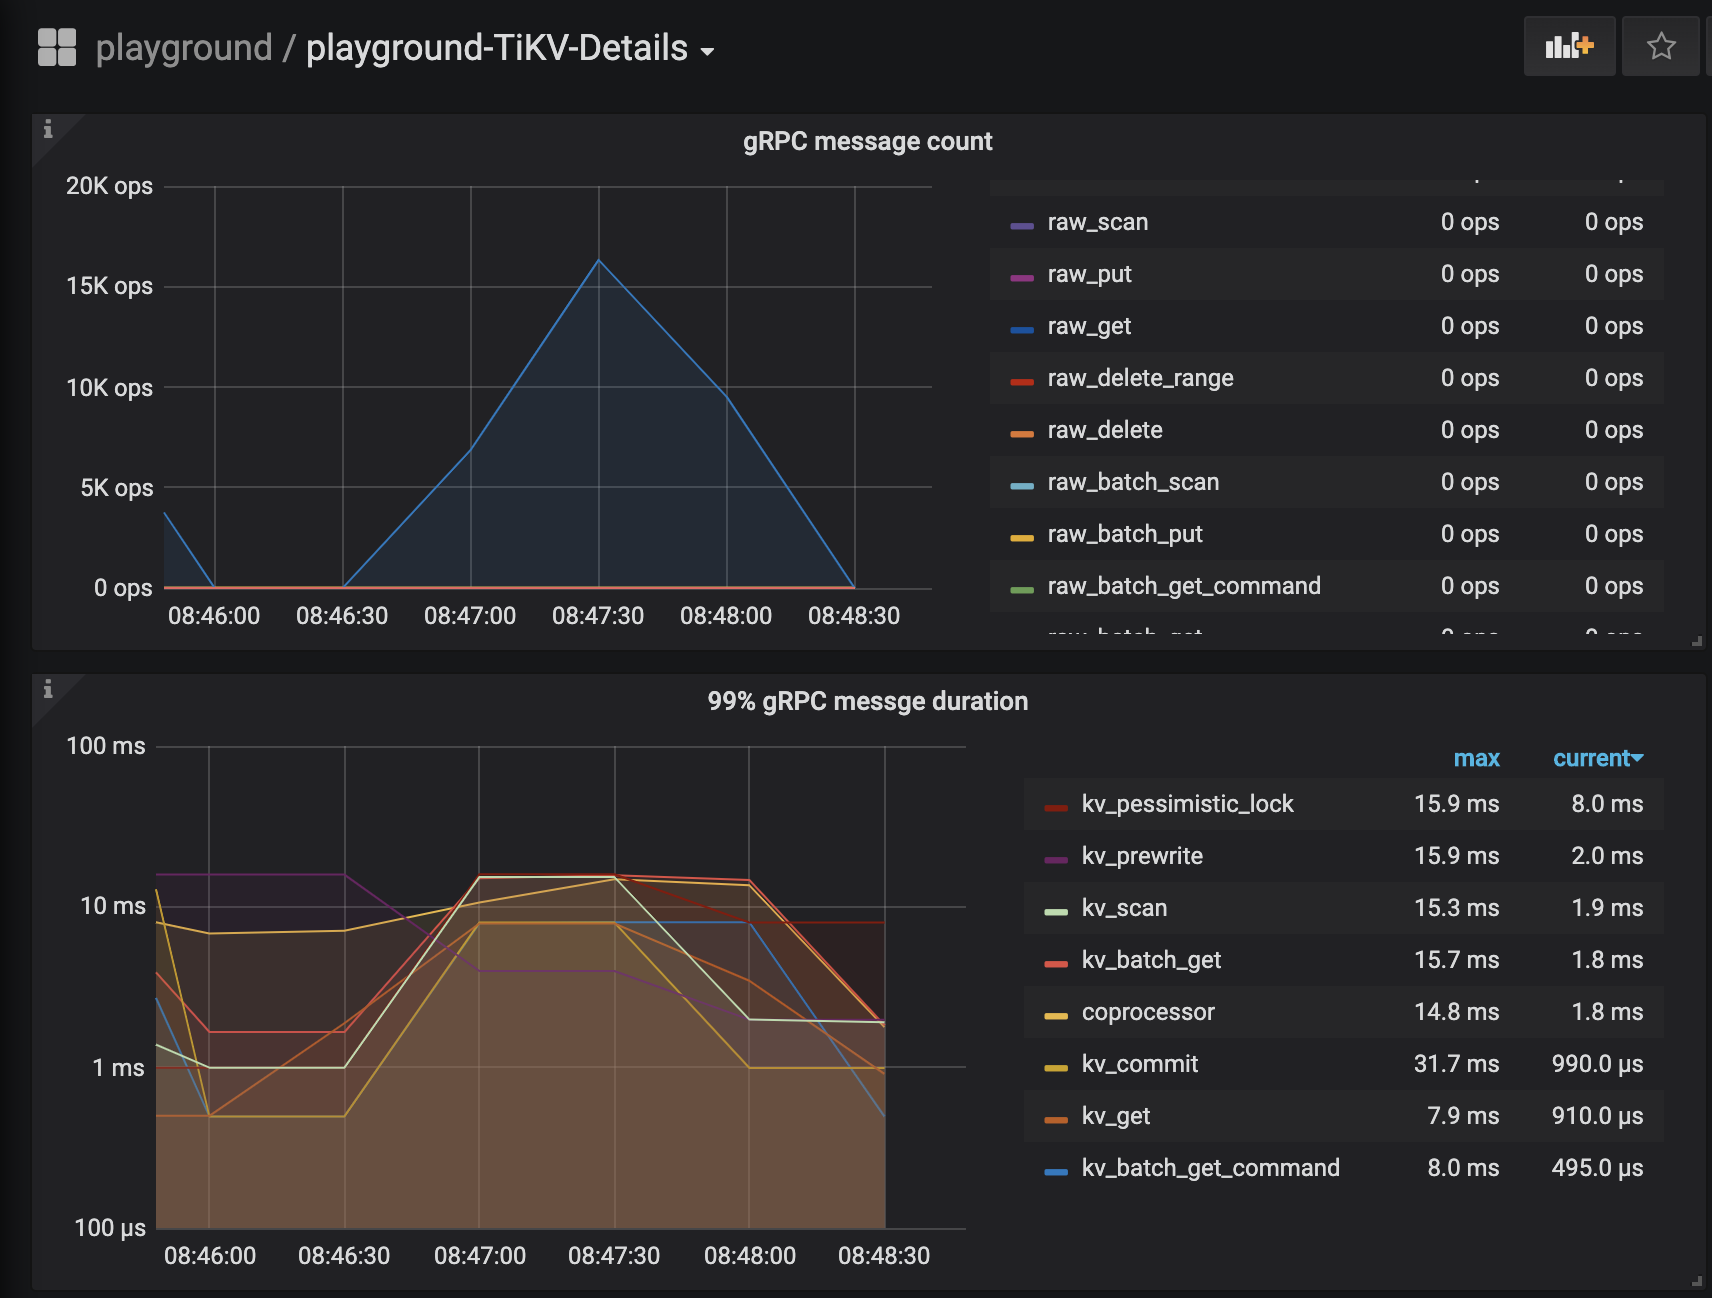 playground / playground-TiKV-Details
gRPC message count
20K ops
15K ops
10K ops
5K ops
0 ops
08:46:00 08:46:30 08:47:00 08:47:30 08:48:00 08:48:30
raw_scan 0 ops 0 ops
raw_put 0 ops 0 ops
raw_get 0 ops 0 ops
raw_delete_range 0 ops 0 ops
raw_delete 0 ops 0 ops
raw_batch_scan 0 ops 0 ops
raw_batch_put 0 ops 0 ops
raw_batch_get_command 0 ops 0 ops
99% gRPC messge duration
100 ms
10 ms
1 ms
100 µs
08:46:00 08:46:30 08:47:00 08:47:30 08:48:00 08:48:30
max current
kv_pessimistic_lock 15.9 ms 8.0 ms
kv_prewrite 15.9 ms 2.0 ms
kv_scan 15.3 ms 1.9 ms
kv_batch_get 15.7 ms 1.8 ms
coprocessor 14.8 ms 1.8 ms
kv_commit 31.7 ms 990.0 µs
kv_get 7.9 ms 910.0 µs
kv_batch_get_command 8.0 ms 495.0 µs